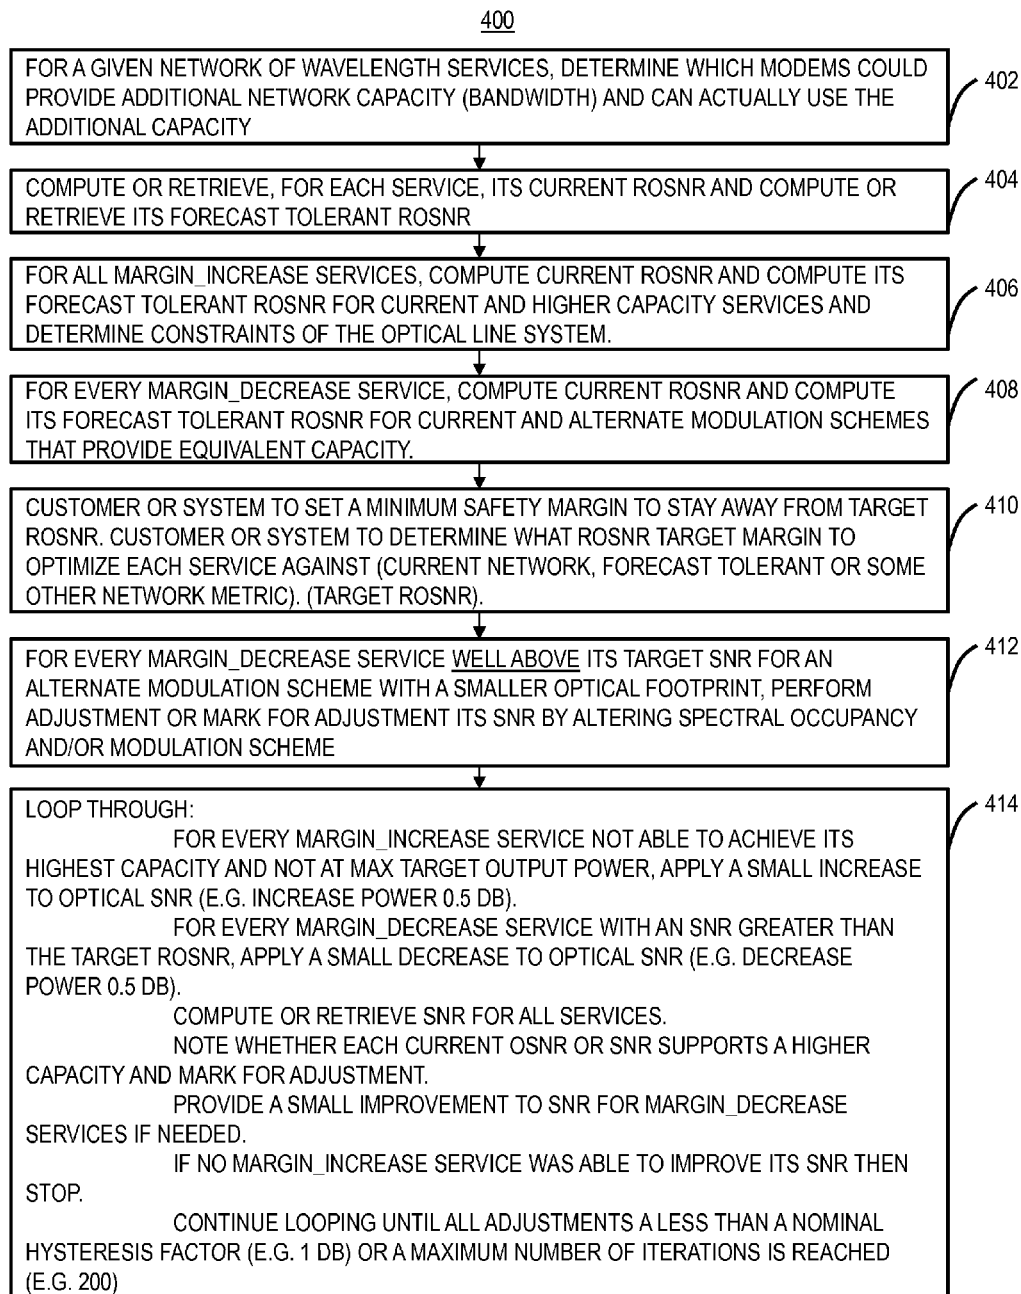 400
FOR A GIVEN NETWORK OF WAVELENGTH SERVICES, DETERMINE WHICH MODEMS COULD
PROVIDE ADDITIONAL NETWORK CAPACITY (BANDWIDTH) AND CAN ACTUALLY USE THE
ADDITIONAL CAPACITY
402
COMPUTE OR RETRIEVE, FOR EACH SERVICE, ITS CURRENT ROSNR AND COMPUTE OR
RETRIEVE ITS FORECAST TOLERANT ROSNR
404
FOR ALL MARGIN_INCREASE SERVICES, COMPUTE CURRENT ROSNR AND COMPUTE ITS
FORECAST TOLERANT ROSNR FOR CURRENT AND HIGHER CAPACITY SERVICES AND
DETERMINE CONSTRAINTS OF THE OPTICAL LINE SYSTEM.
406
FOR EVERY MARGIN_DECREASE SERVICE, COMPUTE CURRENT ROSNR AND COMPUTE
ITS FORECAST TOLERANT ROSNR FOR CURRENT AND ALTERNATE MODULATION SCHEMES
THAT PROVIDE EQUIVALENT CAPACITY.
408
CUSTOMER OR SYSTEM TO SET A MINIMUM SAFETY MARGIN TO STAY AWAY FROM TARGET
ROSNR. CUSTOMER OR SYSTEM TO DETERMINE WHAT ROSNR TARGET MARGIN TO
OPTIMIZE EACH SERVICE AGAINST (CURRENT NETWORK, FORECAST TOLERANT OR SOME
OTHER NETWORK METRIC). (TARGET ROSNR).
410
FOR EVERY MARGIN_DECREASE SERVICE WELL ABOVE ITS TARGET SNR FOR AN
ALTERNATE MODULATION SCHEME WITH A SMALLER OPTICAL FOOTPRINT, PERFORM
ADJUSTMENT OR MARK FOR ADJUSTMENT ITS SNR BY ALTERING SPECTRAL OCCUPANCY
AND/OR MODULATION SCHEME
412
LOOP THROUGH:
FOR EVERY MARGIN_INCREASE SERVICE NOT ABLE TO ACHIEVE ITS
HIGHEST CAPACITY AND NOT AT MAX TARGET OUTPUT POWER, APPLY A SMALL INCREASE
TO OPTICAL SNR (E.G. INCREASE POWER 0.5 DB).
FOR EVERY MARGIN_DECREASE SERVICE WITH AN SNR GREATER THAN
THE TARGET ROSNR, APPLY A SMALL DECREASE TO OPTICAL SNR (E.G. DECREASE
POWER 0.5 DB).
COMPUTE OR RETRIEVE SNR FOR ALL SERVICES.
NOTE WHETHER EACH CURRENT OSNR OR SNR SUPPORTS A HIGHER
CAPACITY AND MARK FOR ADJUSTMENT.
PROVIDE A SMALL IMPROVEMENT TO SNR FOR MARGIN_DECREASE
SERVICES IF NEEDED.
IF NO MARGIN_INCREASE SERVICE WAS ABLE TO IMPROVE ITS SNR THEN
STOP.
CONTINUE LOOPING UNTIL ALL ADJUSTMENTS A LESS THAN A NOMINAL
HYSTERESIS FACTOR (E.G. 1 DB) OR A MAXIMUM NUMBER OF ITERATIONS IS REACHED
(E.G. 200)
414